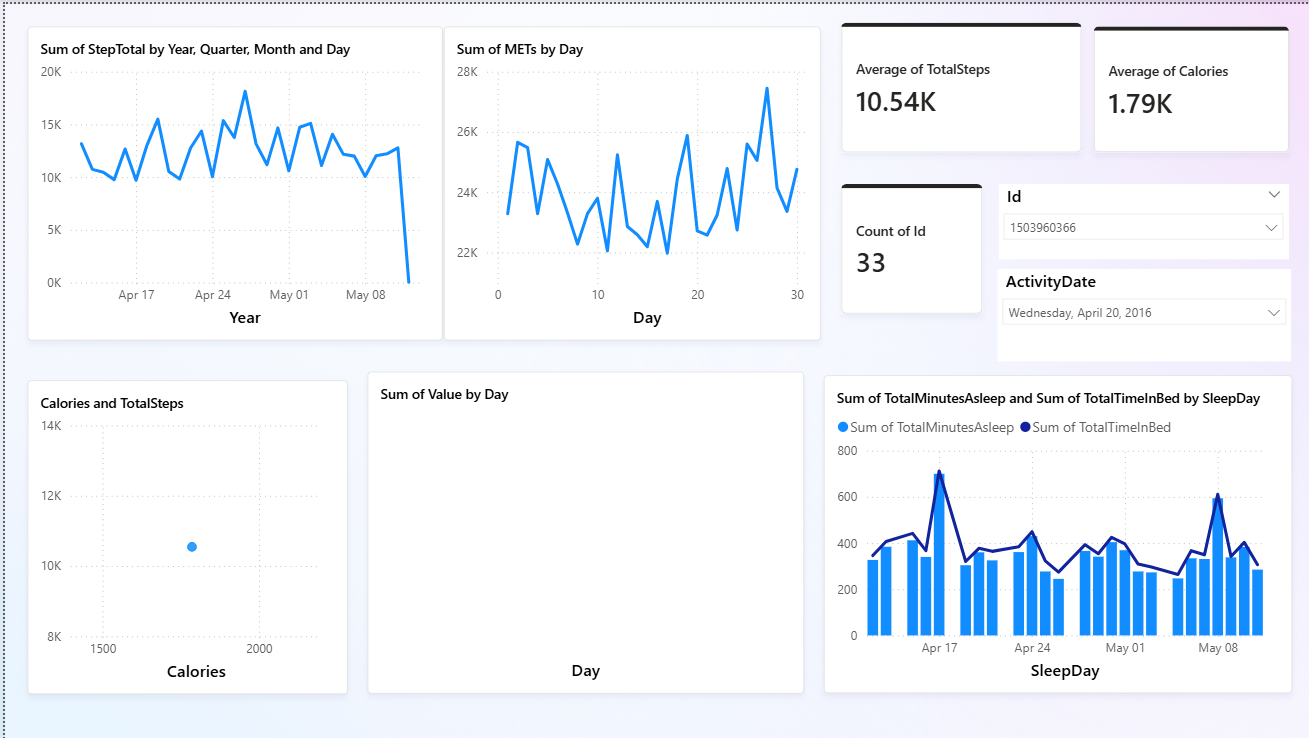 Sum of StepTotal by Year, Quarter, Month and Day
20K
15K
10K
5K
0K
Apr 17 Apr 24 May 01 May 08
Year
Sum of METs by Day
28K
26K
24K
22K
0 10 20 30
Day
Average of TotalSteps
10.54K
Average of Calories
1.79K
Count of Id
33
Id
1503960366
ActivityDate
Wednesday, April 20, 2016
Calories and TotalSteps
14K
12K
10K
8K
1500 2000
Calories
Sum of Value by Day
Day
Sum of TotalMinutesAsleep and Sum of TotalTimeInBed by SleepDay
Sum of TotalMinutesAsleep Sum of TotalTimeInBed
800
600
400
200
0
Apr 17 Apr 24 May 01 May 08
SleepDay